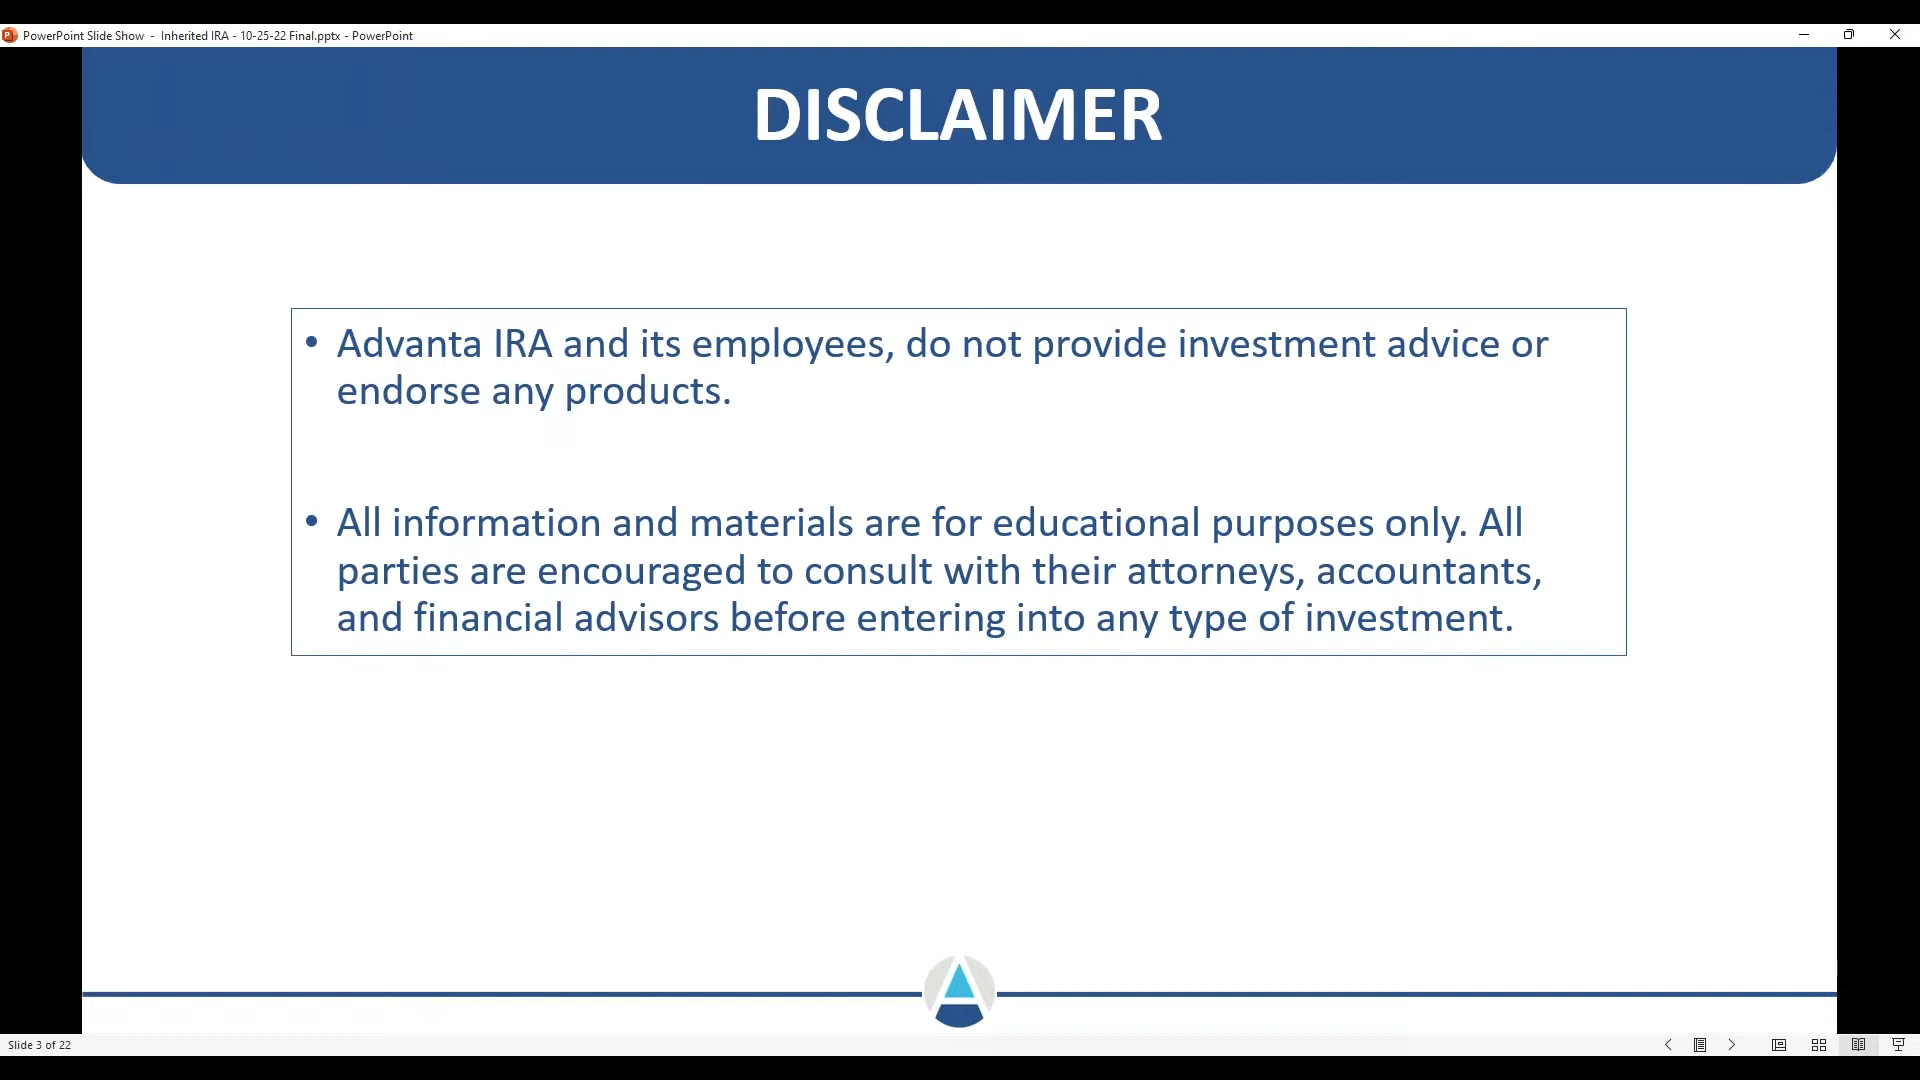 PowerPoint Slide Show - Inherited IRA - 10-25-22 Final.pptx - PowerPoint
DISCLAIMER
• Advanta IRA and its employees, do not provide investment advice or
endorse any products.
• All information and materials are for educational purposes only. All
parties are encouraged to consult with their attorneys, accountants,
and financial advisors before entering into any type of investment.
Slide 3 of 22